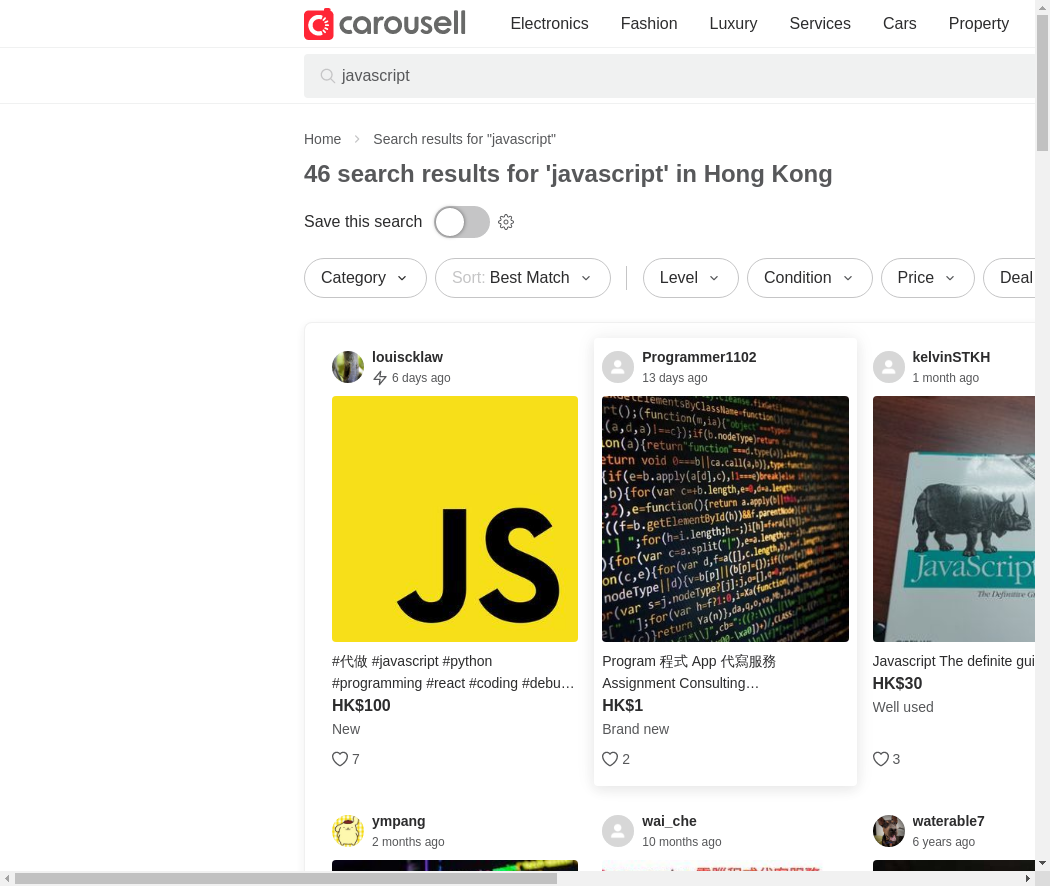 carousell
Electronics
Fashion
Luxury
Services
Cars
Property
javascript
Home
Search results for "javascript"
46 search results for 'javascript' in Hong Kong
Save this search
Category
Sort: Best Match
Level
Condition
Price
Deal
louiscklaw
6 days ago
JS
#代做 #javascript #python
#programming #react #coding #debu…
HK$100
New
7
Programmer1102
13 days ago
Program 程式 App 代寫服務
Assignment Consulting…
HK$1
Brand new
2
kelvinSTKH
1 month ago
JavaScript
Javascript The definite gui
HK$30
Well used
3
ympang
2 months ago
wai_che
10 months ago
waterable7
6 years ago